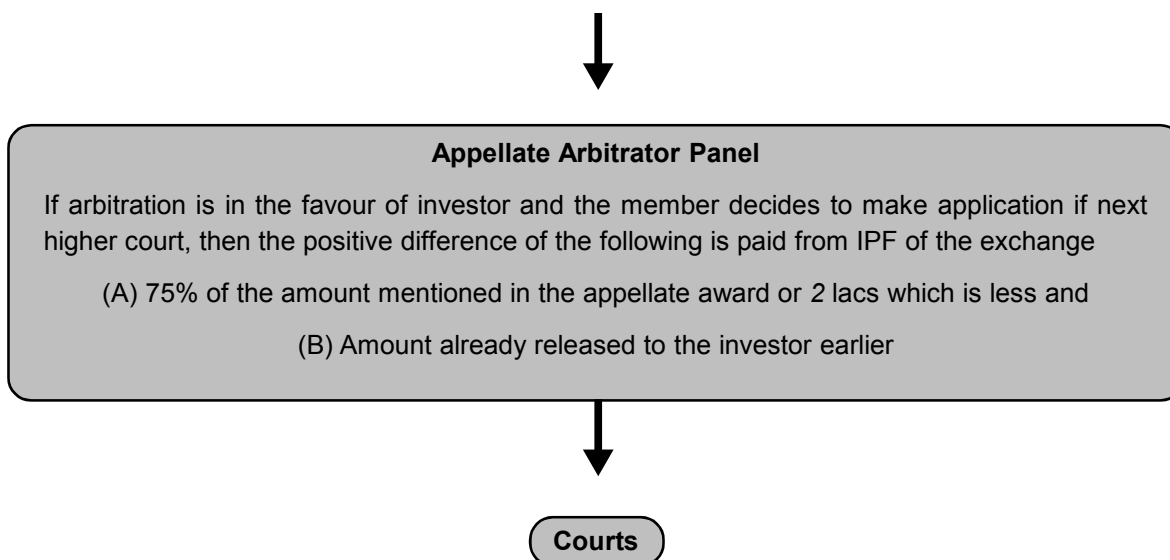 Appellate Arbitrator Panel
If arbitration is in the favour of investor and the member decides to make application if next
higher court, then the positive difference of the following is paid from IPF of the exchange
(A) 75% of the amount mentioned in the appellate award or 2 lacs which is less and
(B) Amount already released to the investor earlier
Courts